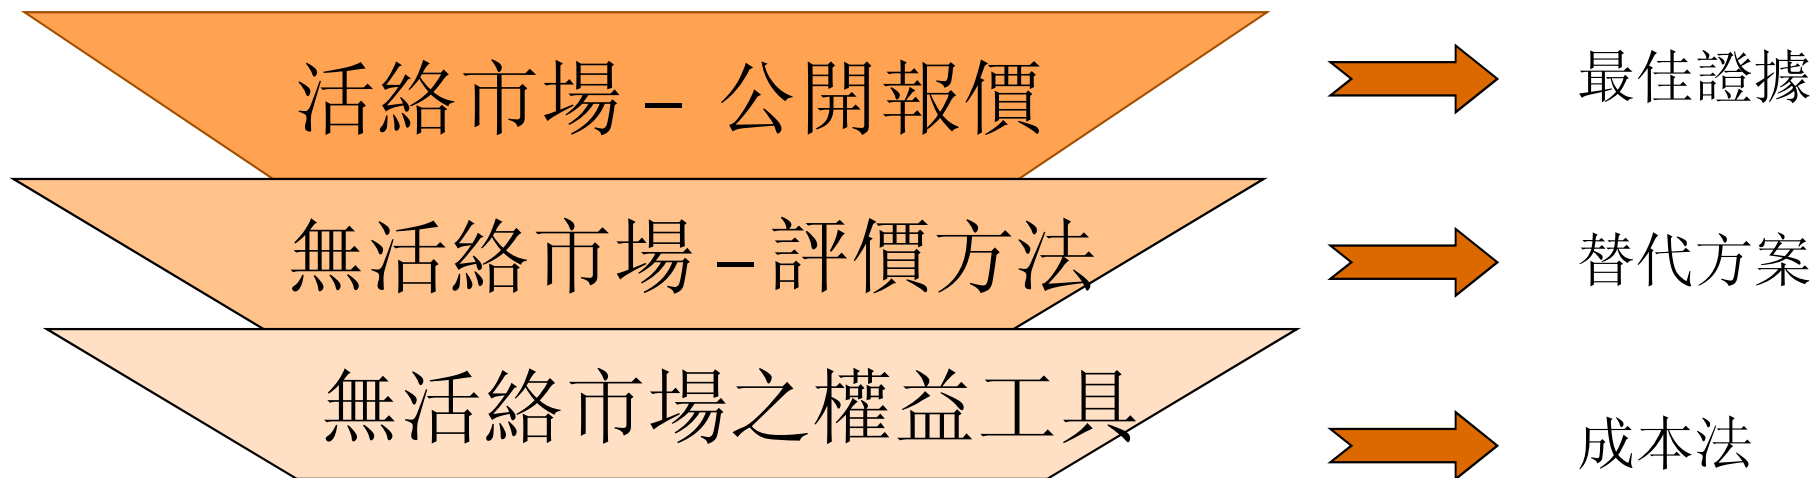 活絡市場 – 公開報價
最佳證據
無活絡市場 – 評價方法
替代方案
無活絡市場之權益工具
成本法